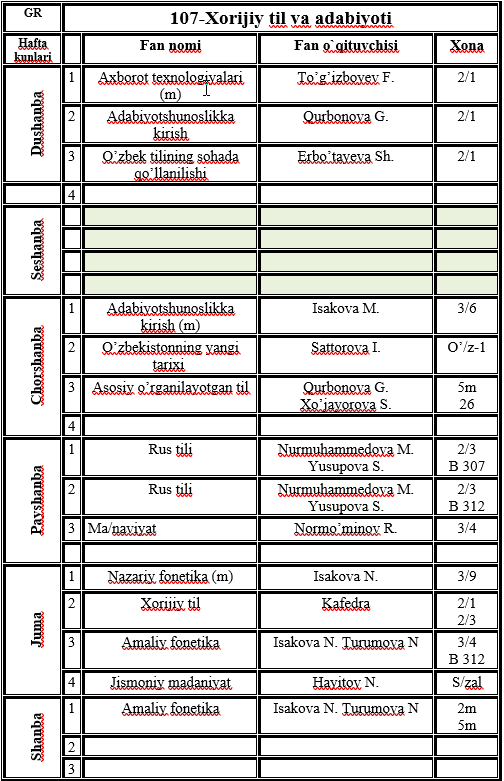 GR 107-Xorijiy til va adabiyoti
Hafta kunlari Fan nomi Fan o`qituvchisi Xona
Dushanba
1 Axborot texnologiyalari (m) To’g’izboyev F. 2/1
2 Adabiyotshunoslikka kirish Qurbonova G. 2/1
3 O’zbek tilining sohada qo’llanilishi Erbo’tayeva Sh. 2/1
4
Seshanba
Chorshanba
1 Adabiyotshunoslikka kirish (m) Isakova M. 3/6
2 O’zbekistonning yangi tarixi Sattorova I. O’/z-1
3 Asosiy o’rganilayotgan til Qurbonova G. 5m
Xo’jayorova S. 26
4
Payshanba
1 Rus tili Nurmuhammedova M. 2/3
Yusupova S. B 307
2 Rus tili Nurmuhammedova M. 2/3
Yusupova S. B 312
3 Ma/naviyat Normo’minov R. 3/4
Juma
1 Nazariy fonetika (m) Isakova N. 3/9
2 Xorijiy til Kafedra 2/1
2/3
3 Amaliy fonetika Isakova N. Turumova N 3/4
B 312
4 Jismoniy madaniyat Hayitov N. S/zal
Shanba
1 Amaliy fonetika Isakova N. Turumova N 2m
5m
2
3